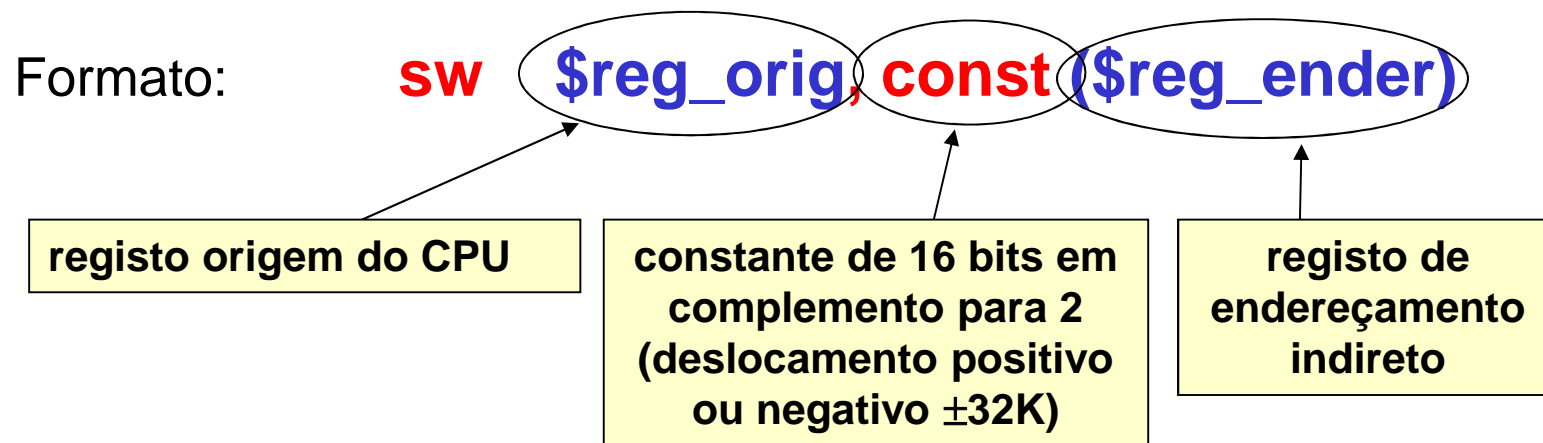 Formato: sw $reg_orig, const ($reg_ender)
registo origem do CPU
constante de 16 bits em
complemento para 2
(deslocamento positivo
ou negativo ±32K)
registo de
endereçamento
indireto